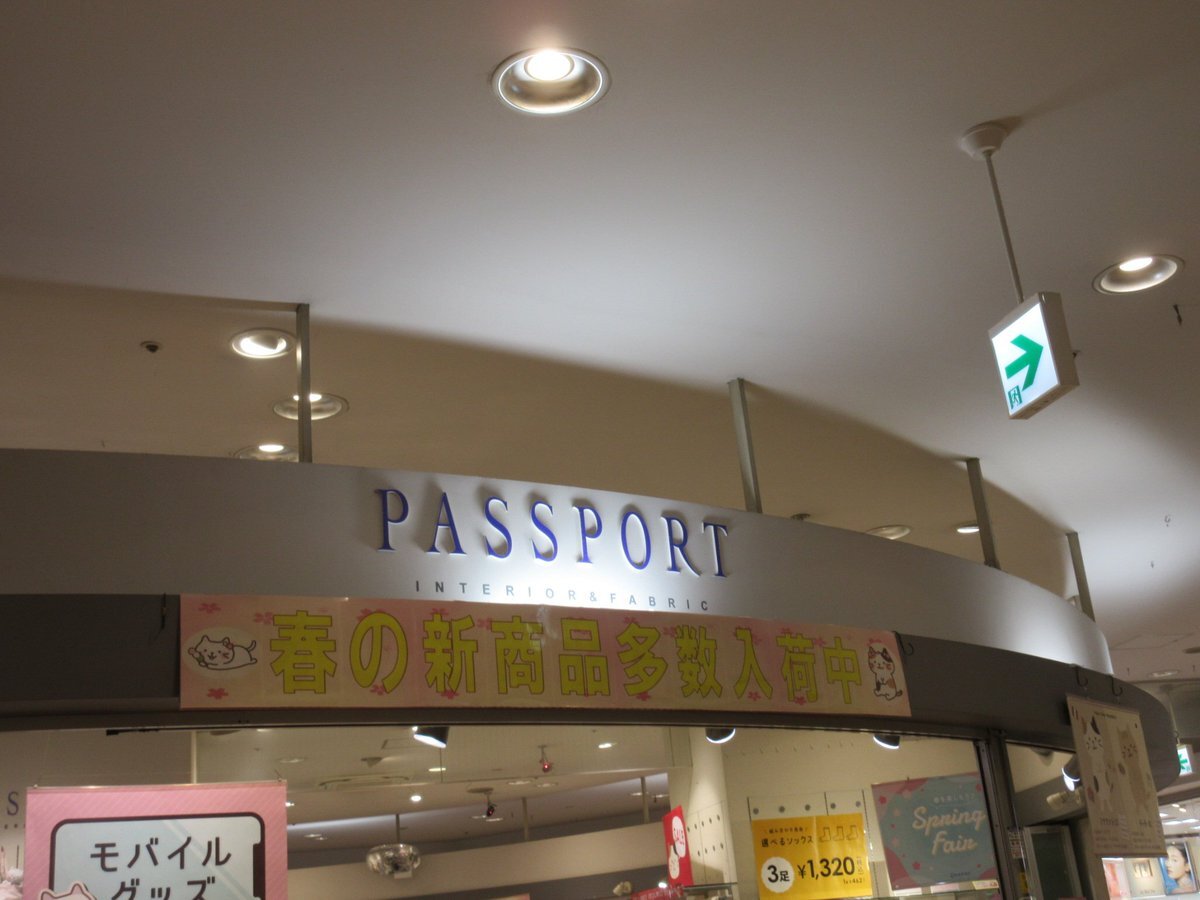 PASSPORT
INTERIOR&FABRIC
春の新商品多数入荷中
モバイル
グッズ
選べるソックス
3足 ¥1,320
Spring
Fair